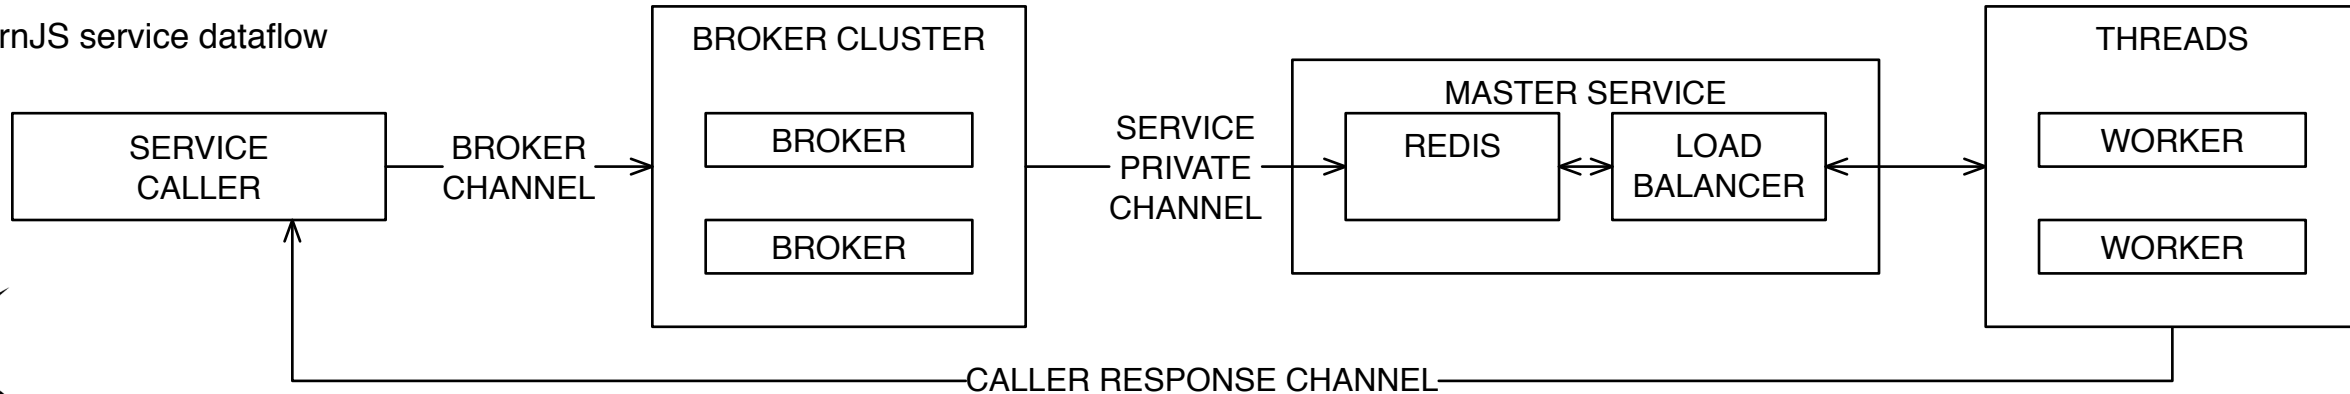 rnJS service dataflow
BROKER CLUSTER
THREADS
MASTER SERVICE
SERVICE
CALLER
BROKER
CHANNEL
BROKER
BROKER
SERVICE
PRIVATE
CHANNEL
REDIS
LOAD
BALANCER
WORKER
WORKER
CALLER RESPONSE CHANNEL